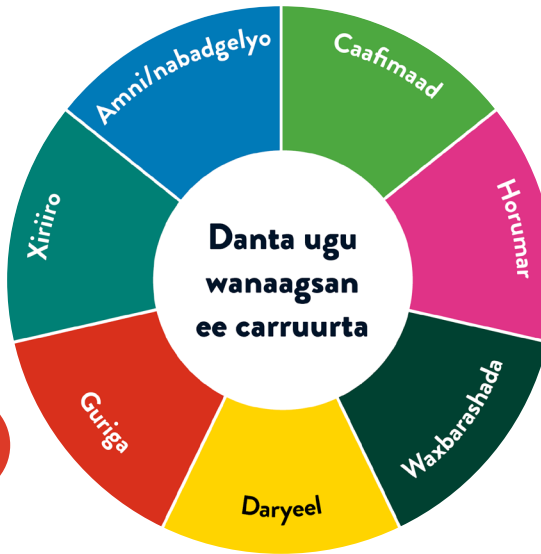 Amni/nabadgelyo
Caafimaad
Horumar
Waxbarashada
Daryeel
Guriga
Xiriiro
Danta ugu
wanaagsan
ee carruurta